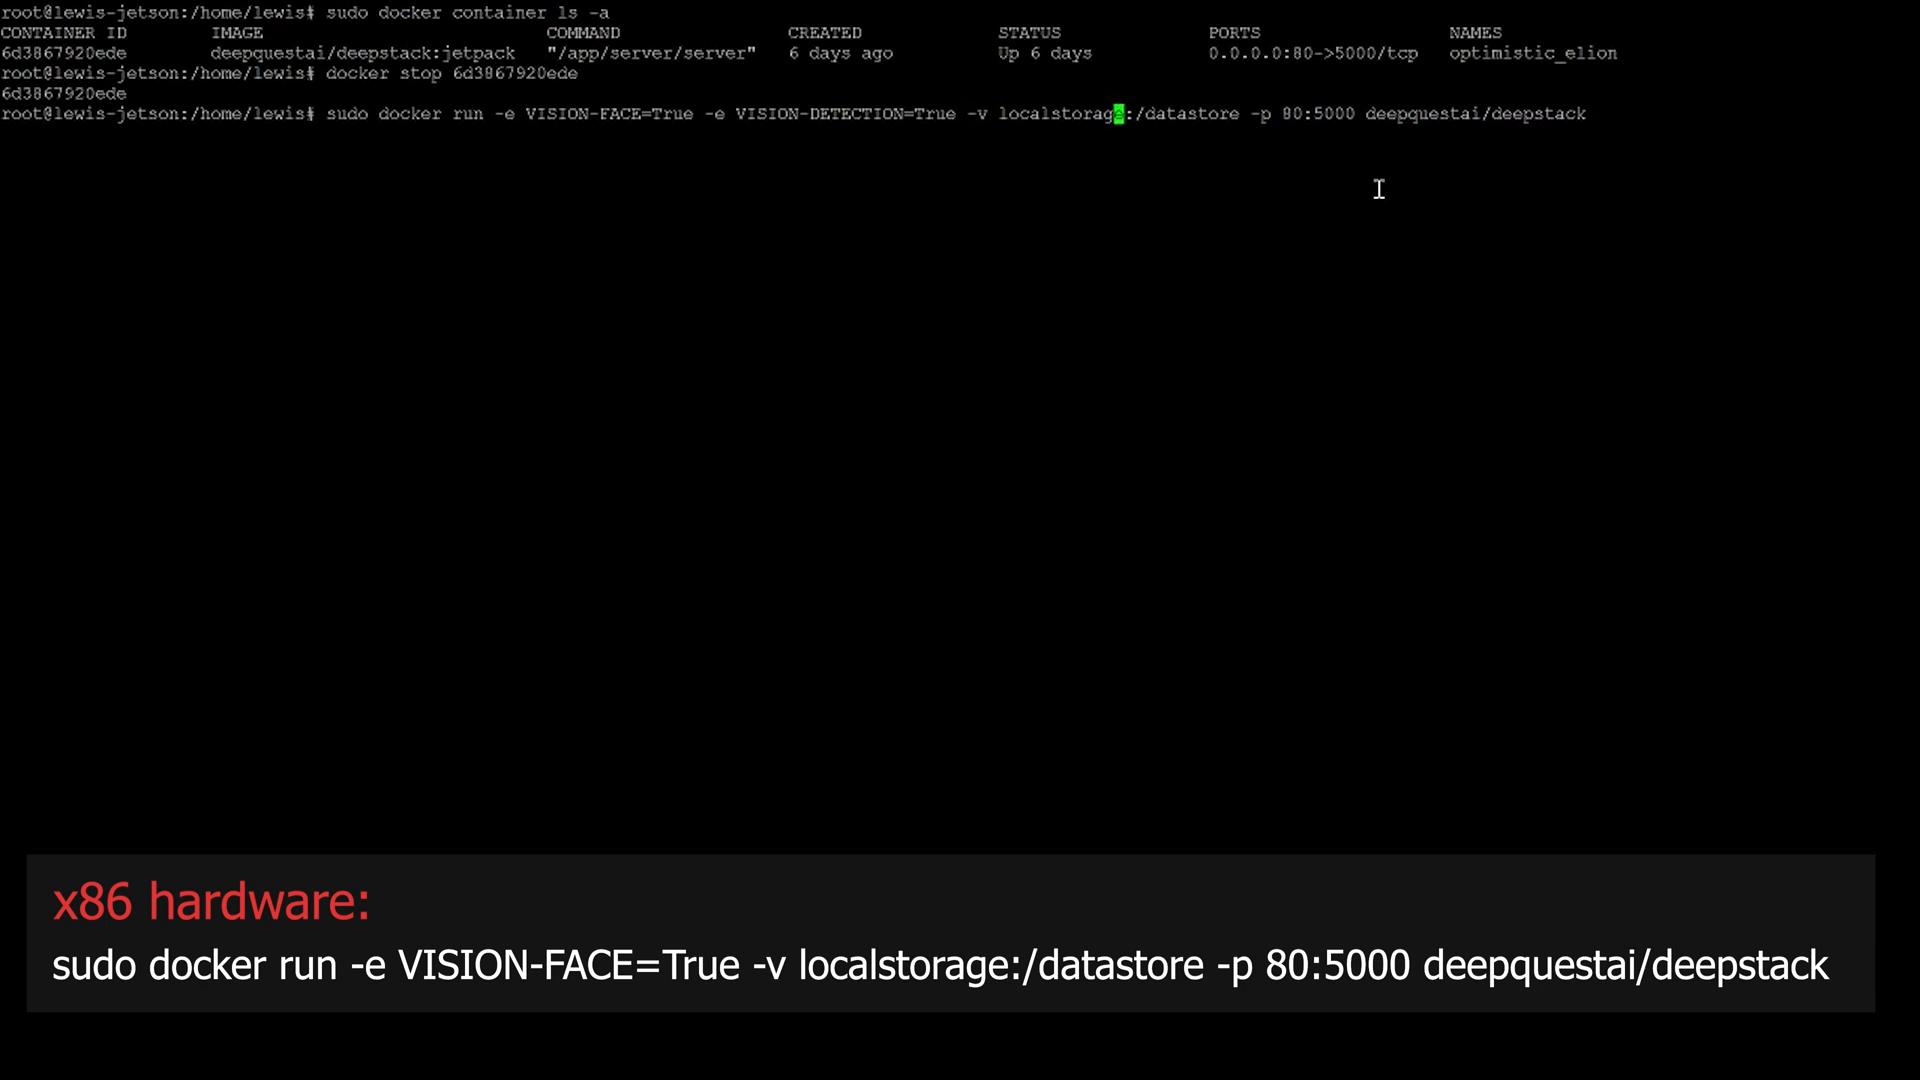 root@lewis-jetson:/home/lewis# sudo docker container ls -a
CONTAINER ID IMAGE COMMAND CREATED STATUS PORTS NAMES
6d3867920ede deepquestai/deepstack:jetpack "/app/server/server" 6 days ago Up 6 days 0.0.0.0:80->5000/tcp optimistic_elion
root@lewis-jetson:/home/lewis# docker stop 6d3867920ede
6d3867920ede
root@lewis-jetson:/home/lewis# sudo docker run -e VISION-FACE=True -e VISION-DETECTION=True -v localstorage:/datastore -p 80:5000 deepquestai/deepstack
x86 hardware:
sudo docker run -e VISION-FACE=True -v localstorage:/datastore -p 80:5000 deepquestai/deepstack